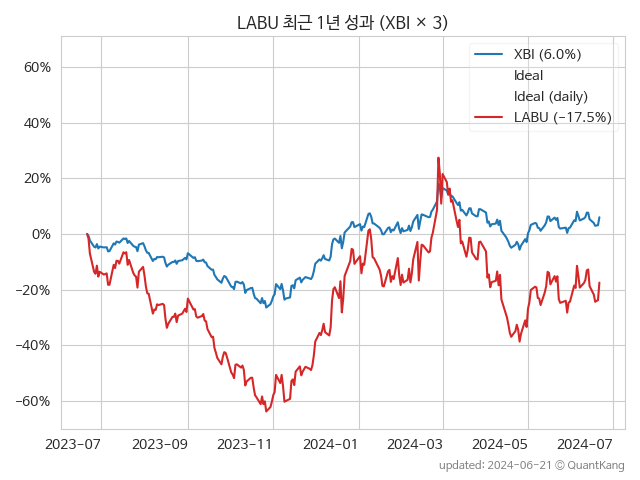 LABU 최근 1년 성과 (XBI × 3)
XBI (6.0%)
Ideal
Ideal (daily)
LABU (−17.5%)
60%
40%
20%
0%
−20%
−40%
−60%
2023-07 2023-09 2023-11 2024-01 2024-03 2024-05 2024-07
updated: 2024-06-21 © QuantKang